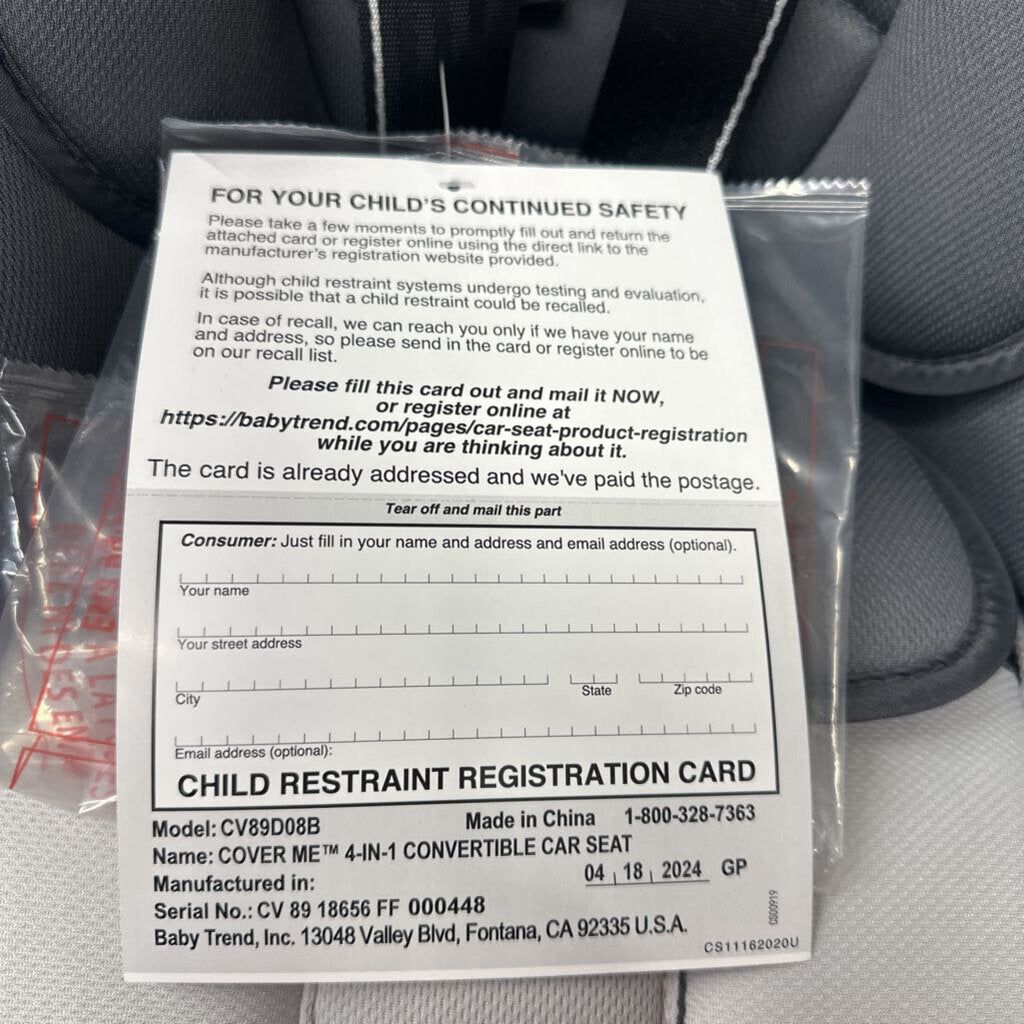 FOR YOUR CHILD'S CONTINUED SAFETY
Please take a few moments to promptly fill out and return the
attached card or register online using the direct link to the
manufacturer's registration website provided.
Although child restraint systems undergo testing and evaluation,
it is possible that a child restraint could be recalled.
In case of recall, we can reach you only if we have your name
and address, so please send in the card or register online to be
on our recall list.
Please fill this card out and mail it NOW,
or register online at
https://babytrend.com/pages/car-seat-product-registration
while you are thinking about it.
The card is already addressed and we've paid the postage.
Tear off and mail this part
Consumer: Just fill in your name and address and email address (optional).
Your name
Your street address
City State Zip code
Email address (optional):
CHILD RESTRAINT REGISTRATION CARD
Model: CV89D08B Made in China 1-800-328-7363
Name: COVER ME™ 4-IN-1 CONVERTIBLE CAR SEAT
Manufactured in: 04 18 2024 GP
Serial No.: CV 89 18656 FF 000448
Baby Trend, Inc. 13048 Valley Blvd, Fontana, CA 92335 U.S.A.
CS11162020U
CS00919